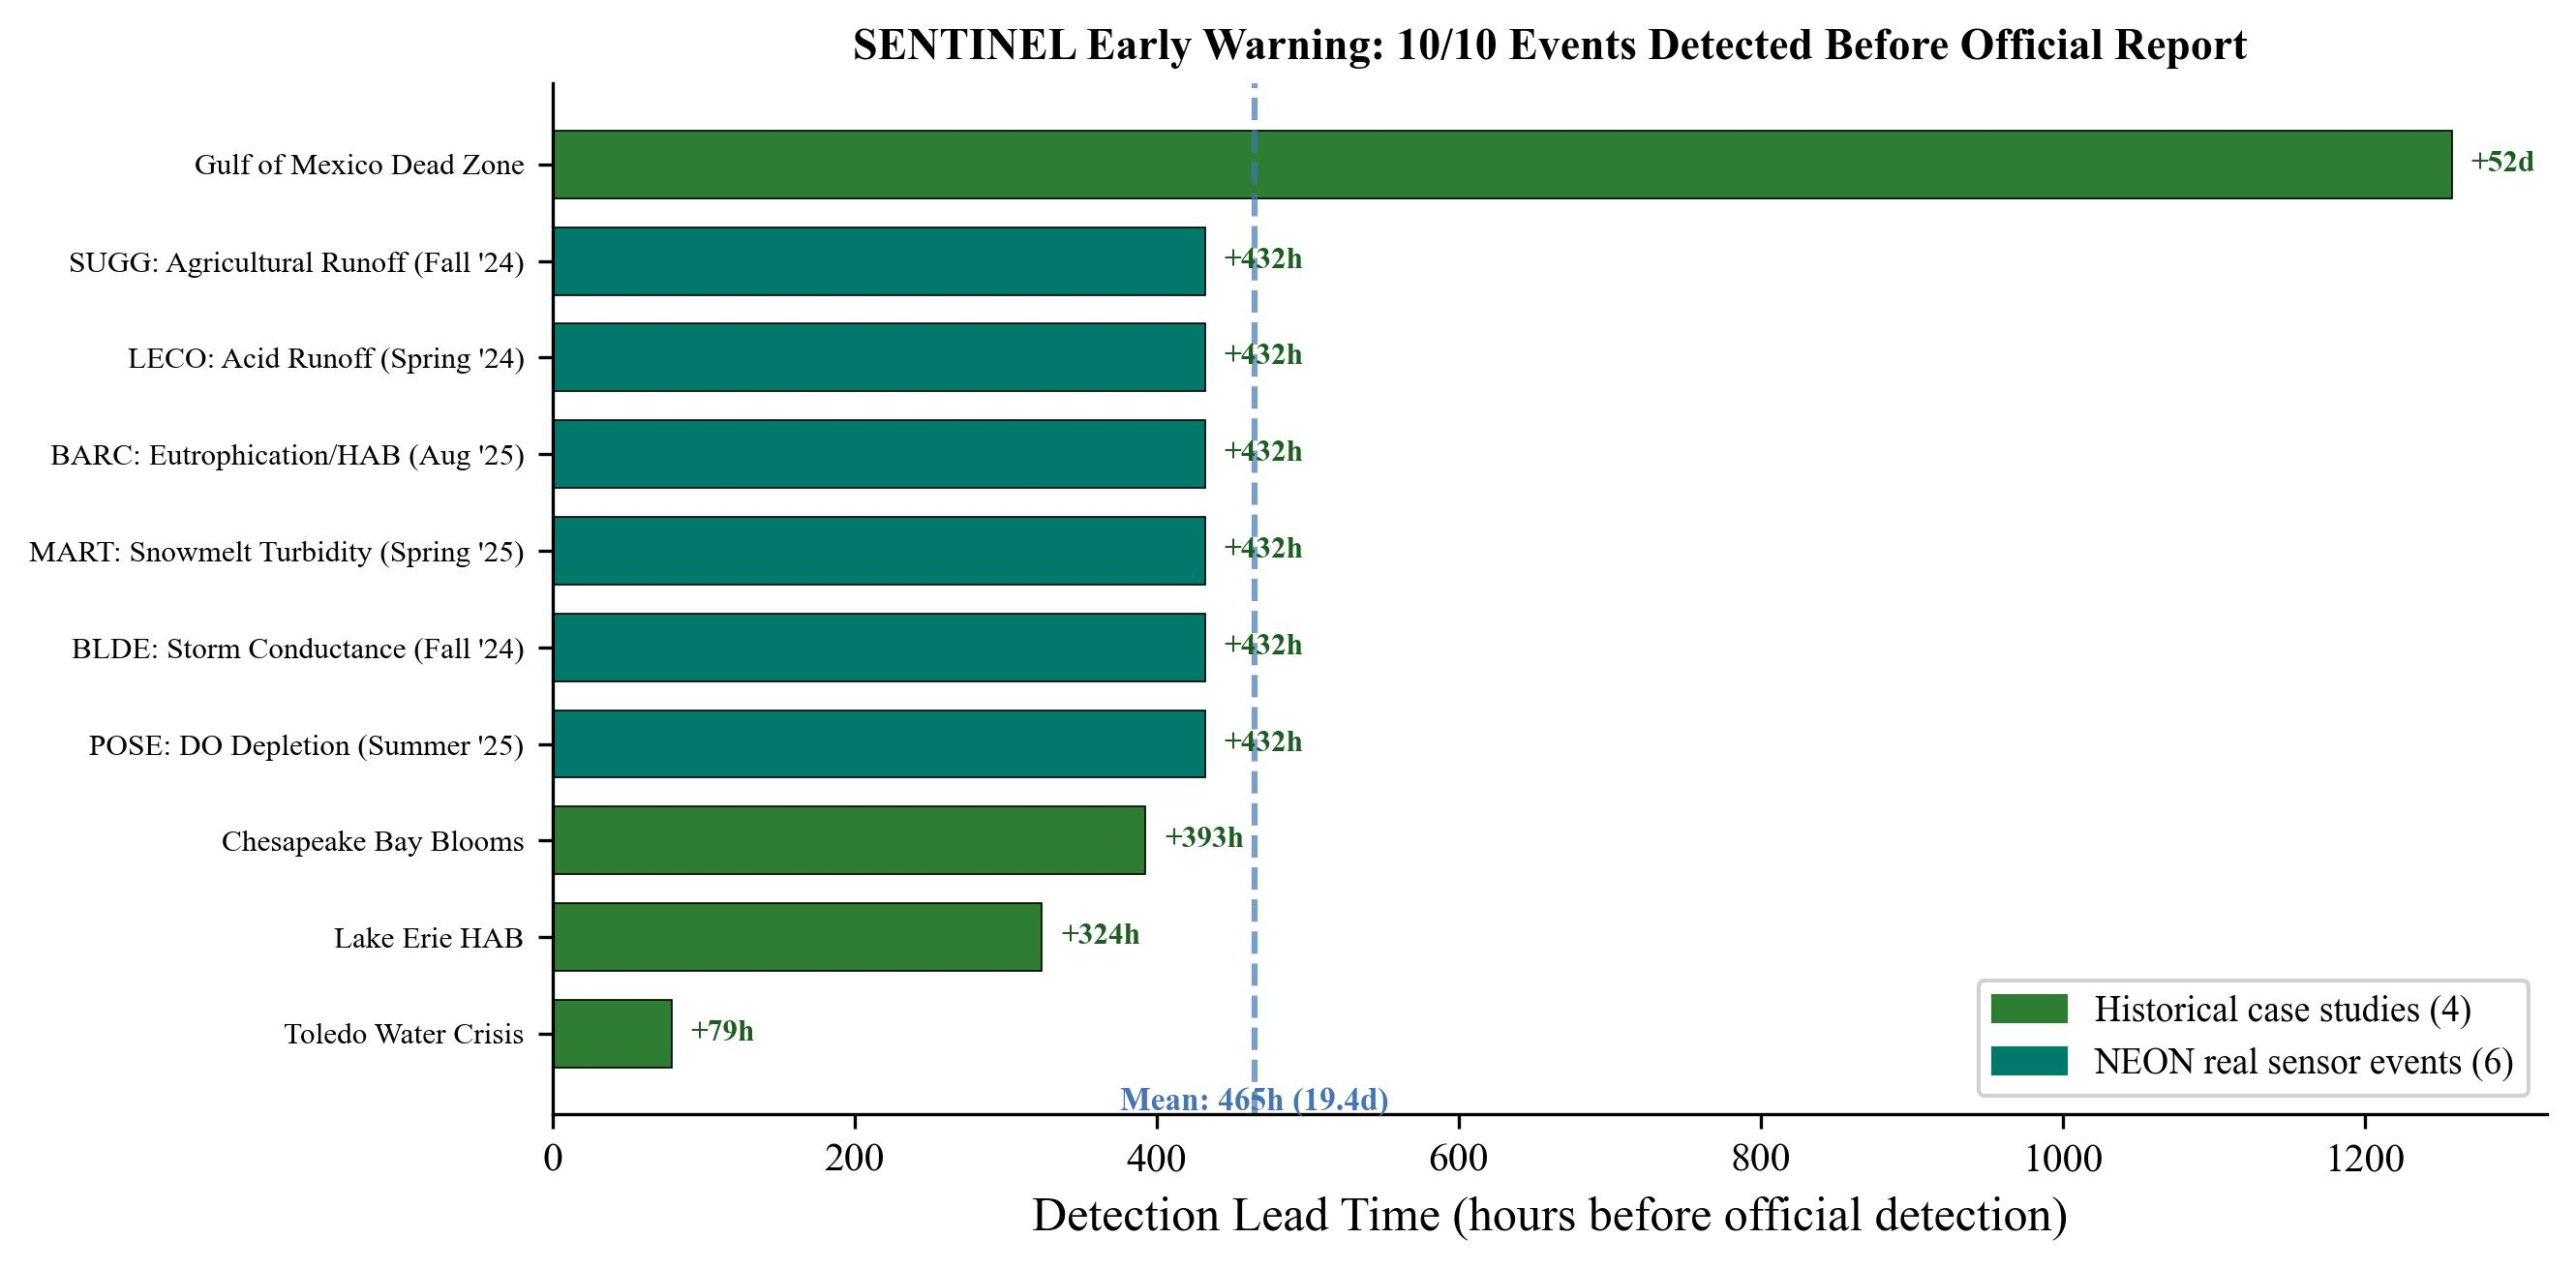 SENTINEL Early Warning: 10/10 Events Detected Before Official Report
Gulf of Mexico Dead Zone
+52d
SUGG: Agricultural Runoff (Fall '24)
+432h
LECO: Acid Runoff (Spring '24)
+432h
BARC: Eutrophication/HAB (Aug '25)
+432h
MART: Snowmelt Turbidity (Spring '25)
+432h
BLDE: Storm Conductance (Fall '24)
+432h
POSE: DO Depletion (Summer '25)
+432h
Chesapeake Bay Blooms
+393h
Lake Erie HAB
+324h
Toledo Water Crisis
+79h
Historical case studies (4)
NEON real sensor events (6)
Mean: 465h (19.4d)
0 200 400 600 800 1000 1200
Detection Lead Time (hours before official detection)